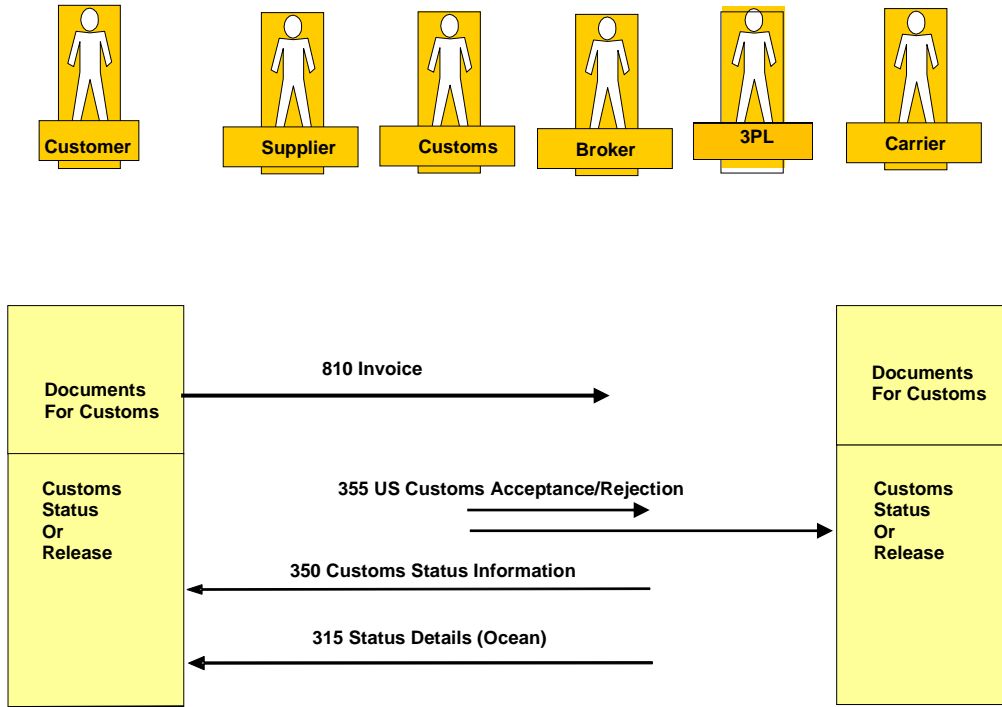 Customer
Supplier
Customs
Broker
3PL
Carrier
810 Invoice
Documents
For Customs
Documents
For Customs
355 US Customs Acceptance/Rejection
Customs
Status
Or
Release
Customs
Status
Or
Release
350 Customs Status Information
315 Status Details (Ocean)